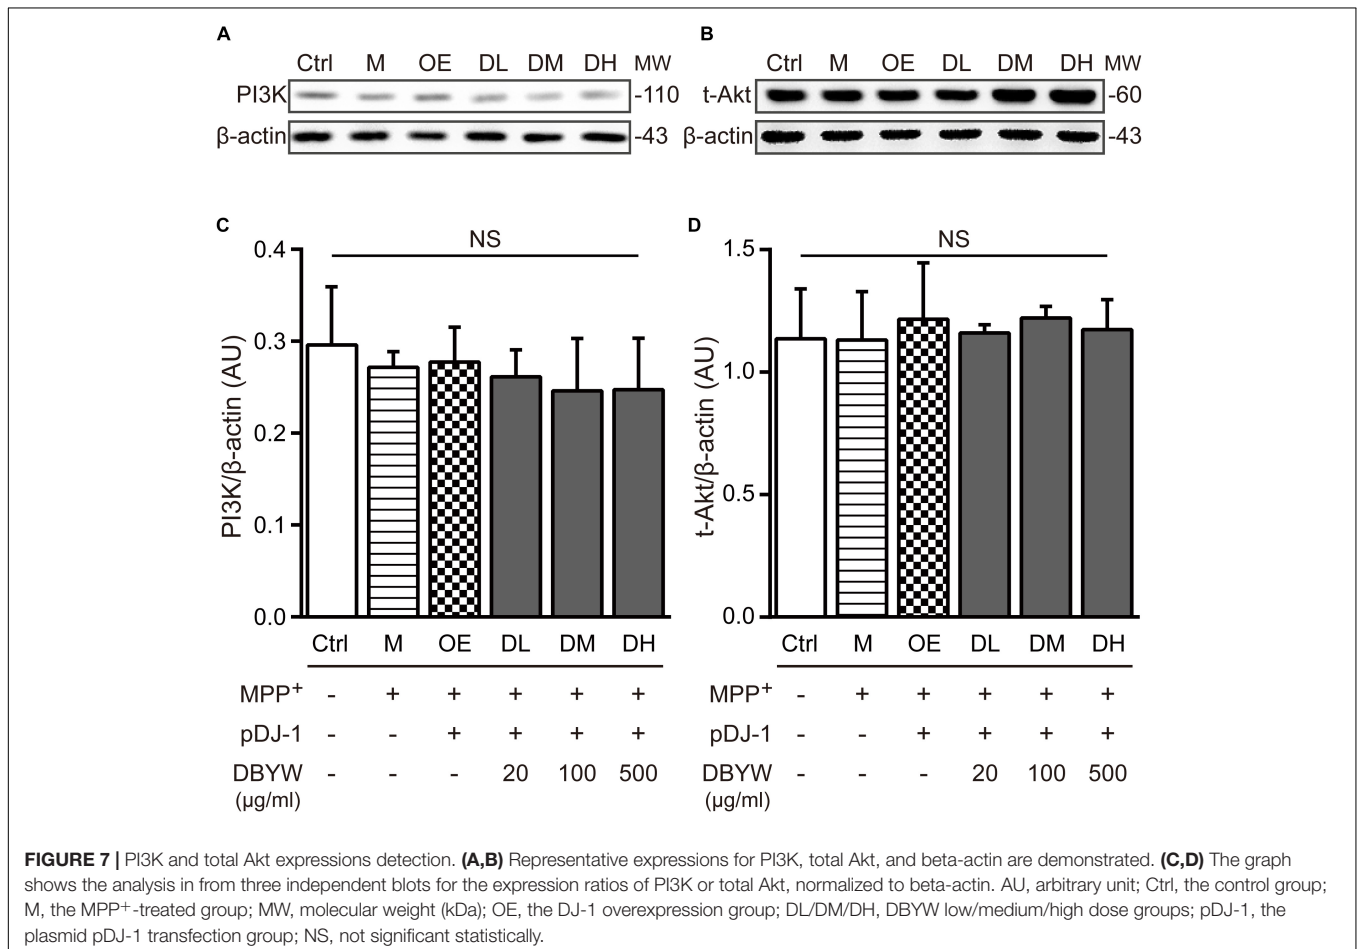 A
Ctrl M OE DL DM DH MW
PI3K -110
β-actin -43
B
Ctrl M OE DL DM DH MW
t-Akt -60
β-actin -43
C
NS
PI3K/β-actin (AU)
0.4
0.3
0.2
0.1
0.0
Ctrl M OE DL DM DH
MPP+ - + + + + +
pDJ-1 - - + + + +
DBYW - - - 20 100 500
(µg/ml)
D
NS
t-Akt/β-actin (AU)
1.5
1.0
0.5
0.0
Ctrl M OE DL DM DH
MPP+ - + + + + +
pDJ-1 - - + + + +
DBYW - - - 20 100 500
(µg/ml)
FIGURE 7 | PI3K and total Akt expressions detection. (A,B) Representative expressions for PI3K, total Akt, and beta-actin are demonstrated. (C,D) The graph
shows the analysis in from three independent blots for the expression ratios of PI3K or total Akt, normalized to beta-actin. AU, arbitrary unit; Ctrl, the control group;
M, the MPP+-treated group; MW, molecular weight (kDa); OE, the DJ-1 overexpression group; DL/DM/DH, DBYW low/medium/high dose groups; pDJ-1, the
plasmid pDJ-1 transfection group; NS, not significant statistically.